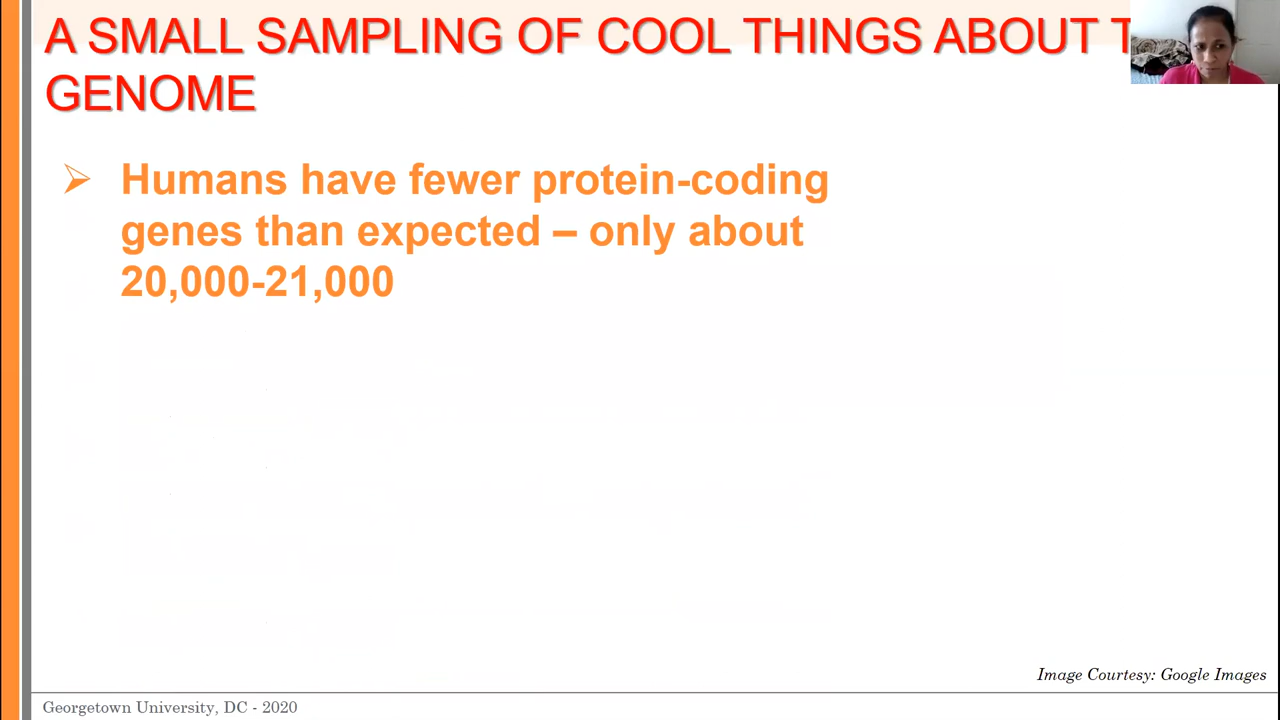 A SMALL SAMPLING OF COOL THINGS ABOUT
GENOME
Humans have fewer protein-coding
genes than expected – only about
20,000-21,000
Image Courtesy: Google Images
Georgetown University, DC - 2020